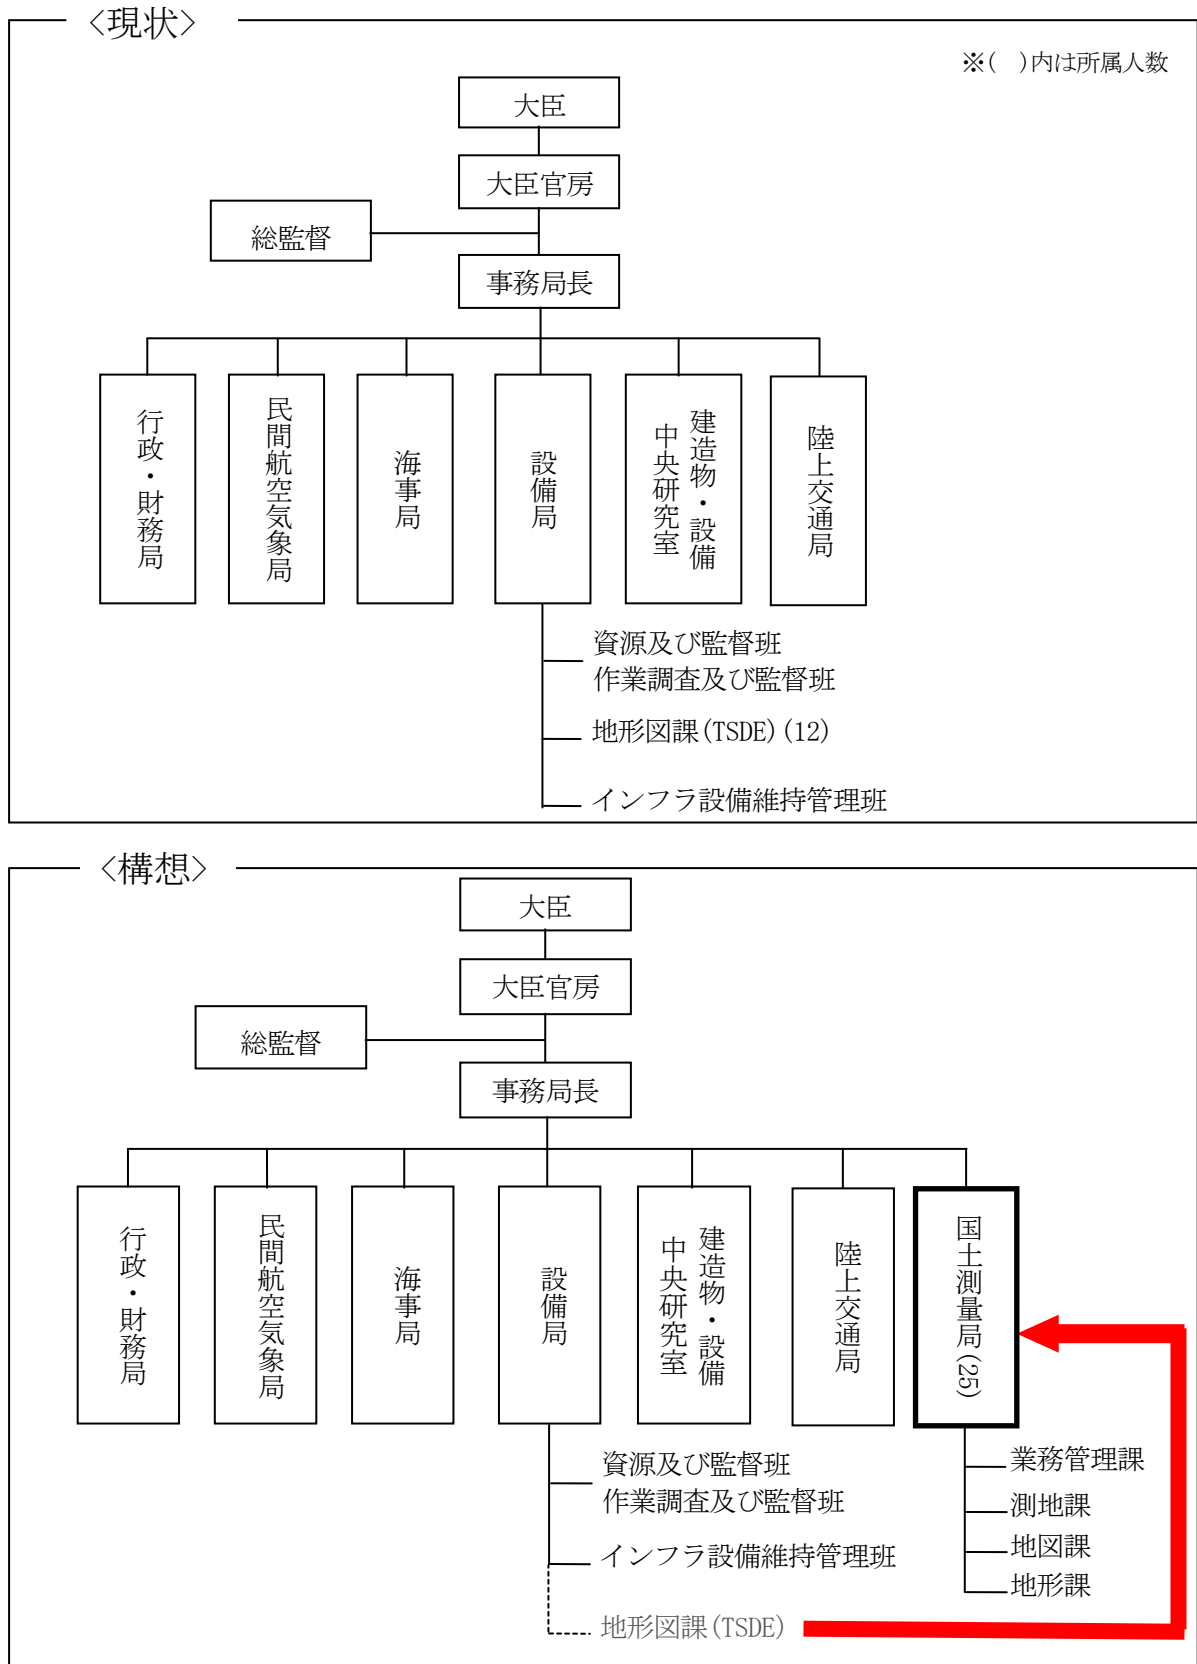 〈現状〉
※(　)内は所属人数
大臣
大臣官房
総監督
事務局長
行政・財務局
民間航空気象局
海事局
設備局
建造物・設備
中央研究室
陸上交通局
資源及び監督班
作業調査及び監督班
地形図課(TSDE)(12)
インフラ設備維持管理班
〈構想〉
大臣
大臣官房
総監督
事務局長
行政・財務局
民間航空気象局
海事局
設備局
建造物・設備
中央研究室
陸上交通局
国土測量局(25)
資源及び監督班
作業調査及び監督班
インフラ設備維持管理班
地形図課(TSDE)
業務管理課
測地課
地図課
地形課